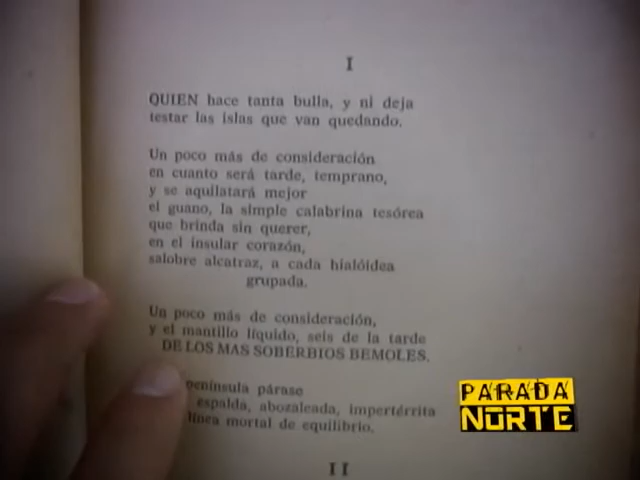 I
QUIEN hace tanta bulla, y ni deja
testar las islas que van quedando.
Un poco más de consideración
en cuanto será tarde, temprano,
y se aquilatará mejor
el guano, la simple calabrina tesórea
que brinda sin querer,
en el insular corazón,
salobre alcatraz, a cada hialóidea
grupada.
Un poco más de consideración,
y el mantillo líquido, seis de la tarde
DE LOS MAS SOBERBIOS BEMOLES.
península párase
espalda, abozaleada, impertérrita
línea mortal de equilibrio.
II
PARADA
NORTE